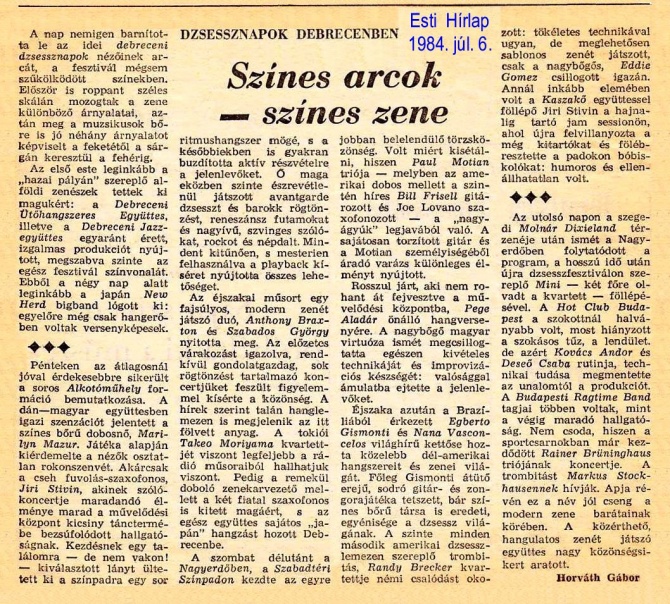 DZSESSZNAPOK DEBRECENBEN
Esti Hírlap
1984. júl. 6.
Színes arcok
— színes zene
A nap nemigen barnított-
ta le az idei debreceni
dzsessznapok nézőinek ar-
cát, a fesztivál mégsem
szűkölködött színekben.
Először is roppant széles
skálán mozogtak a zene
különböző árnyalatai, az-
tán meg a muzsikusok bő-
re is jó néhány árnyalatot
képviselt a feketétől a sár-
gán keresztül a fehérig.
Az első este leginkább a
„hazai pályán” szereplő al-
földi zenészek tettek ki
magukért: a Debreceni
Ütőhangszeres Együttes,
illetve a Debreceni Jazz-
együttes egyaránt érett,
izgalmas produkciót nyúj-
tott, megszabva szinte az
egész fesztivál színvonalát.
Ebből a négy nap alatt
leginkább a japán New
Herd bigband lógott ki:
egyelőre még csak hangerő-
ben voltak versenyképesek.
Pénteken az átlagosnál
jóval érdekesebbre sikerült
a soros Alkotóműhely for-
máció bemutatkozása. A
dán—magyar együttesben
igazi szenzációt jelentett a
színes bőrű dobosnő, Mari-
lyn Mazur. Játéka alapján
kiérdemelte a nézők osztat-
lan rokonszenvét. Akárcsak
a cseh fuvolás-szaxofonos,
Jiri Stivin, akinek szóló-
koncertje maradandó él-
ménye marad a művelődési
központ kicsiny tánctermé-
be bezsúfolódott hallgató-
ságnak. Kezdésnek egy ta-
lálomra — de nem vakon
— kiválasztott lányt ülte-
tett ki a színpadra egy sor
ritmushangszer mögé, s a
későbbiekben is gyakran
buzdította aktív részvételre
a jelenlévőket. Ő maga
eközben szinte észrevétle-
nül játszott avantgarde
dzsesszt és barokk rögtön-
zést, reneszánsz futamokat
és nagyívű, szvinges szóló-
kat, rockot és népdalt. Min-
dent kitűnően, s mesterien
felhasználva a playback kí-
séret nyújtotta összes lehe-
tőséget.
Az éjszakai műsort egy
fajsúlyos, modern zenét
játszó duó, Anthony Brax-
ton és Szabados György
nyitotta meg. Az előzetes
várakozást igazolva, rend-
kívül gondolatgazdag, sok
rögtönzést tartalmazó kon-
certjüket feszült figyelem-
mel kísérte a közönség. A
hírek szerint talán hangle-
mezen is megjelenik az itt
fölvett anyag. A tokiói
Takeo Moriyama kvartett-
jét viszont legfeljebb a rá-
dió műsoraiból hallhatjuk
viszont. Pedig a remekül
doboló zenekarvezető mel-
lett a két fiatal szaxofonos
is kitett magáért, s az
egész együttes sajátos „ja-
pán” hangzást hozott Deb-
recenbe.
A szombat délutánt a
Nagyerdőben, a Szabadtéri
Színpadon kezdte az egyre
jobban belelendülő törzskö-
zönség. Volt miért kisétál-
ni, hiszen Paul Motian
triója — melyben az ame-
rikai dobos mellett a szin-
tén híres Bill Frisell gitá-
rozott és Joe Lovano sza-
xofonozott — a „nagy-
ágyúk” legjavából való. A
sajátosan torzított gitár és
a Motian személyiségéből
áradó varázs különleges él-
ményt nyújtott.
Rosszul járt, aki nem ro-
hant át fejvesztve a mű-
velődési központba, Pege
Aladár önálló hangverse-
nyére. A nagybőgő magyar
virtuóza ismét megcsillog-
tatta egészen kivételes
technikáját és improvizá-
ciós készségét: valósággal
ámulatba ejtette a jelenlé-
vőket.
Éjszaka azután a Brazí-
liából érkezett Egberto
Gismonti és Nana Vascon-
celos világhírű kettőse hoz-
ta közelebb dél-amerikai
hangszereit és zenei vilá-
gát. Főleg Gismonti átütő
erejű, sodró gitár- és zon-
gorajátéka tetszett, bár szí-
nes bőrű társa is eredeti,
egyénisége a dzsessz vilá-
gának. A szinte minden
második amerikai dzsessz-
lemezen szereplő trombi-
tás, Randy Brecker kvar-
tettje némi csalódást oko-
zott: tökéletes technikával
ugyan, de meglehetősen
sablonos zenét játszott,
csak a nagybőgős, Eddie
Gomez csillogott igazán.
Annál inkább elemében
volt a Kaszakő együttessel
föllépő Jiri Stivin a hajna-
lig tartó jam sessionön,
ahol újra felvillanyozta a
még kitartókat és föléb-
resztette a padokon bóbis-
kolókat: humoros és ellen-
állhatatlan volt.
Az utolsó napon a szege-
di Molnár Dixieland tér-
zenéje után ismét a Nagy-
erdőben folytatódott a
program, a hosszú idő után
újra dzsesszfesztiválon sze-
replő Mini — két főre olva-
dt a kvartett — föllépé-
sével. A Hot Club Buda-
pest a szokottnál halvá-
nyabb volt, most hiányzott
a szokásos tűz, a lendület,
de azért Kovács Andor és
Deseő Csaba rutinja, tech-
nikai tudása megmentette
az unalomtól a produkciót.
A Budapesti Ragtime Band
tagjai többen voltak, mint
a végig maradó hallgató-
ság. Nem csoda, hiszen a
sportcsarnokban már kez-
dődött Rainer Brüninghaus
triójának koncertje. A
trombitást Markus Stock-
hausenek hívják. Apja ré-
vén ez a név jól cseng a
modern zene barátainak
körében. A közérthető,
hangulatos zenét játszó
együttes nagy közönségsi-
kert aratott.
Horváth Gábor